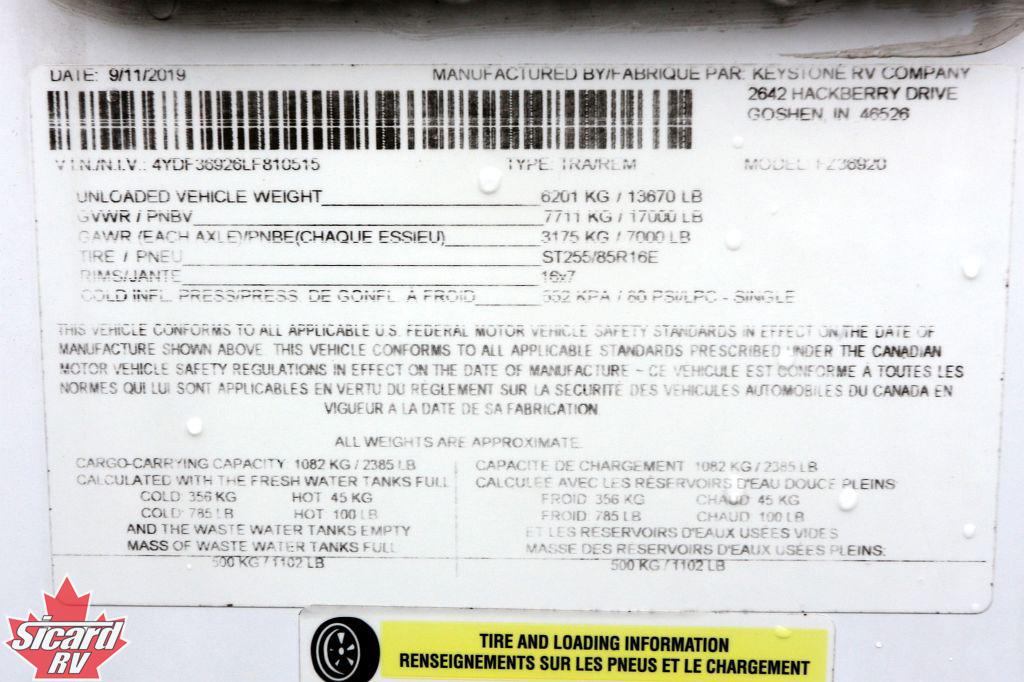 DATE: 9/11/2019
MANUFACTURED BY/FABRIQUE PAR: KEYSTONE RV COMPANY
2642 HACKBERRY DRIVE
GOSHEN, IN 46526
V.I.N./N.I.V.: 4YDF36926LF810515 TYPE: TRA/REM MODEL: FZ36920
UNLOADED VEHICLE WEIGHT 6201 KG / 13670 LB
GVWR / PNBV 7711 KG / 17000 LB
GAWR (EACH AXLE)/PNBE(CHAQUE ESSIEU) 3175 KG / 7000 LB
TIRE / PNEU ST255/85R16E
RIMS/JANTE 16x7
COLD INFL. PRESS/PRESS. DE GONFL. À FROID 552 KPA / 80 PSI/LPC - SINGLE
THIS VEHICLE CONFORMS TO ALL APPLICABLE U.S. FEDERAL MOTOR VEHICLE SAFETY STANDARDS IN EFFECT ON THE DATE OF
MANUFACTURE SHOWN ABOVE. THIS VEHICLE CONFORMS TO ALL APPLICABLE STANDARDS PRESCRIBED UNDER THE CANADIAN
MOTOR VEHICLE SAFETY REGULATIONS IN EFFECT ON THE DATE OF MANUFACTURE - CE VEHICULE EST CONFORME A TOUTES LES
NORMES QUI LUI SONT APPLICABLES EN VERTU DU RÈGLEMENT SUR LA SECURITÉ DES VEHICULES AUTOMOBILES DU CANADA EN
VIGUEUR A LA DATE DE SA FABRICATION
ALL WEIGHTS ARE APPROXIMATE.
CARGO-CARRYING CAPACITY 1082 KG / 2385 LB
CALCULATED WITH THE FRESH WATER TANKS FULL
COLD: 356 KG HOT: 45 KG
COLD: 785 LB HOT: 100 LB
AND THE WASTE WATER TANKS EMPTY
MASS OF WASTE WATER TANKS FULL
500 KG / 1102 LB
CAPACITE DE CHARGEMENT 1082 KG / 2385 LB
CALCULEE AVEC LES RÉSERVOIRS D'EAU DOUCE PLEINS
FROID: 356 KG CHAUD: 45 KG
FROID: 785 LB CHAUD: 100 LB
ET LES RESERVOIRS D'EAUX USÉES VIDES
MASSE DES RESERVOIRS D'EAUX USÉES PLEINS:
500 KG / 1102 LB
Sicard
RV
TIRE AND LOADING INFORMATION
RENSEIGNEMENTS SUR LES PNEUS ET LE CHARGEMENT